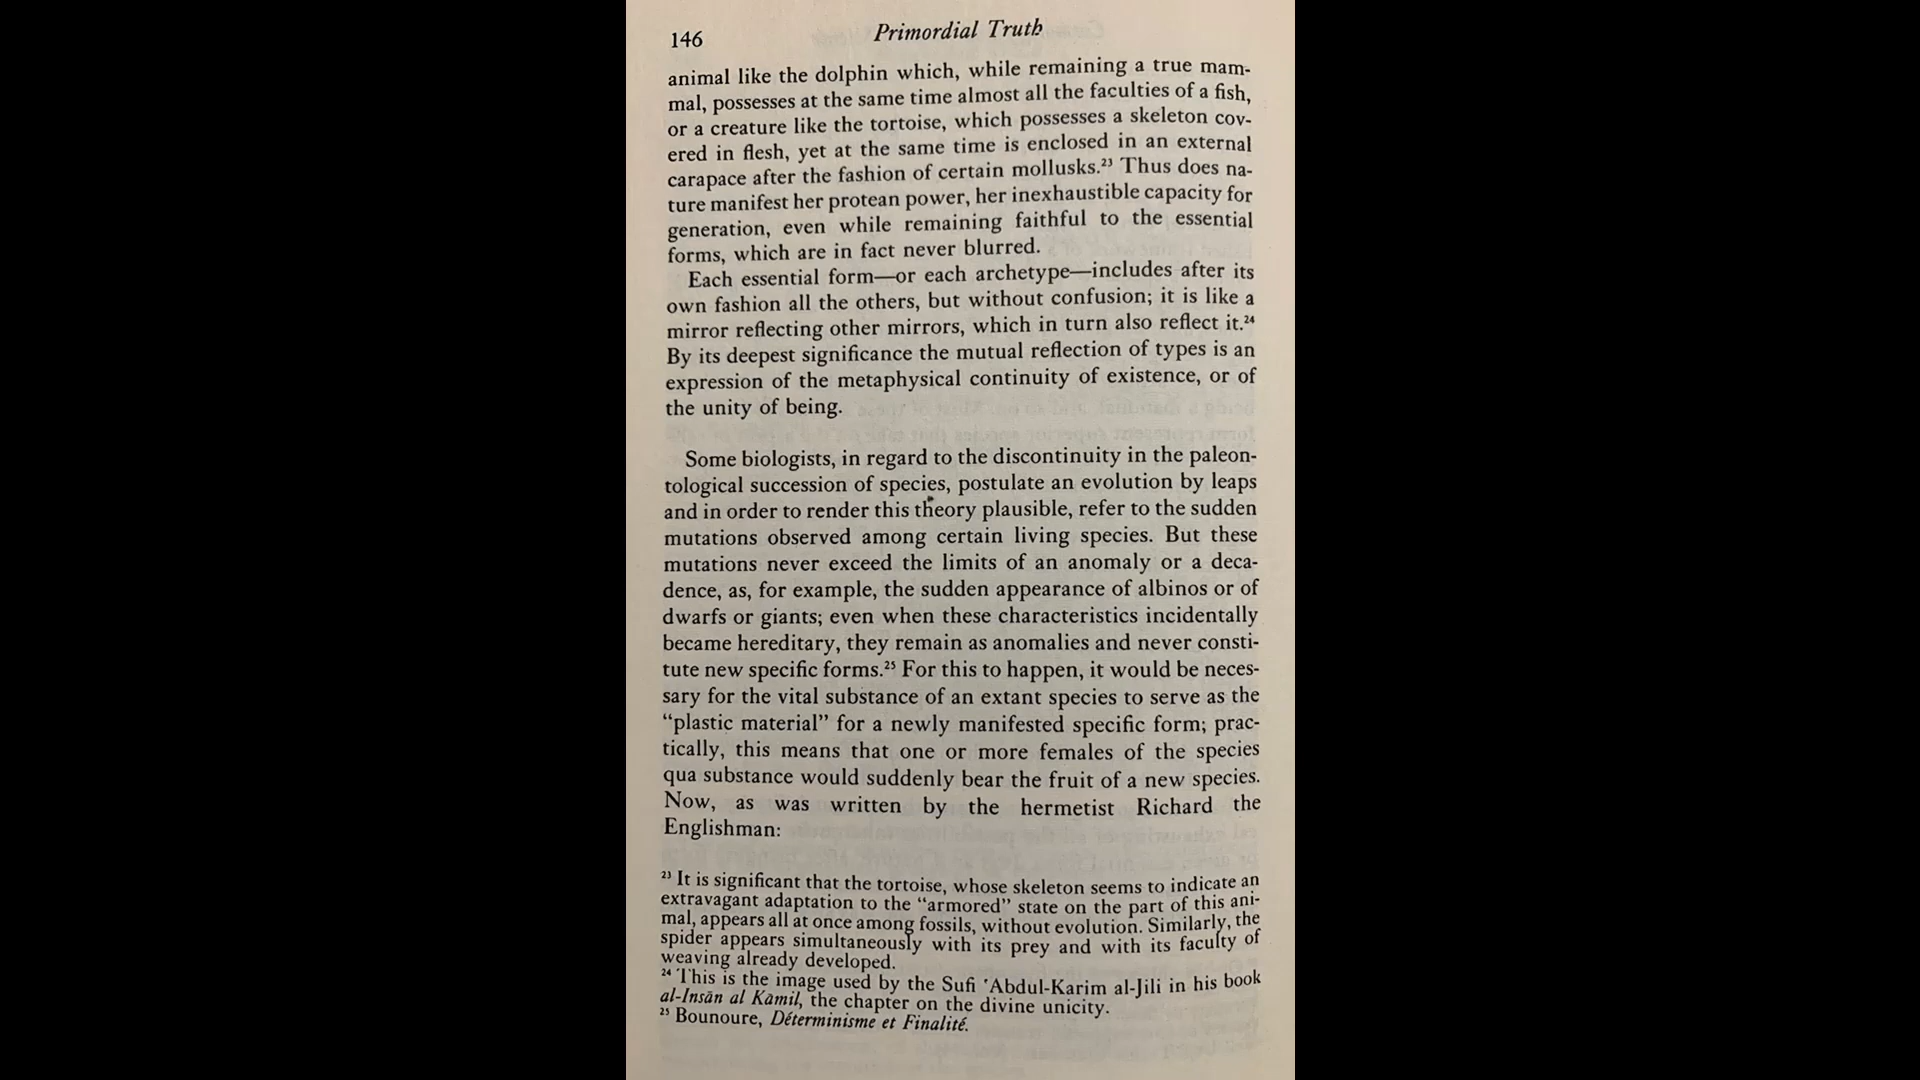 146
Primordial Truth
animal like the dolphin which, while remaining a true mam-
mal, possesses at the same time almost all the faculties of a fish,
or a creature like the tortoise, which possesses a skeleton cov-
ered in flesh, yet at the same time is enclosed in an external
carapace after the fashion of certain mollusks.²³ Thus does na-
ture manifest her protean power, her inexhaustible capacity for
generation, even while remaining faithful to the essential
forms, which are in fact never blurred.
Each essential form—or each archetype—includes after its
own fashion all the others, but without confusion; it is like a
mirror reflecting other mirrors, which in turn also reflect it.²⁴
By its deepest significance the mutual reflection of types is an
expression of the metaphysical continuity of existence, or of
the unity of being.
Some biologists, in regard to the discontinuity in the paleon-
tological succession of species, postulate an evolution by leaps
and in order to render this theory plausible, refer to the sudden
mutations observed among certain living species. But these
mutations never exceed the limits of an anomaly or a deca-
dence, as, for example, the sudden appearance of albinos or of
dwarfs or giants; even when these characteristics incidentally
became hereditary, they remain as anomalies and never consti-
tute new specific forms.²⁵ For this to happen, it would be neces-
sary for the vital substance of an extant species to serve as the
“plastic material” for a newly manifested specific form; prac-
tically, this means that one or more females of the species
qua substance would suddenly bear the fruit of a new species.
Now, as was written by the hermetist Richard the
Englishman:
²³ It is significant that the tortoise, whose skeleton seems to indicate an
extravagant adaptation to the “armored” state on the part of this ani-
mal, appears all at once among fossils, without evolution. Similarly, the
spider appears simultaneously with its prey and with its faculty of
weaving already developed.
²⁴ This is the image used by the Sufi ʻAbdul-Karim al-Jili in his book
al-Insān al Kāmil, the chapter on the divine unicity.
²⁵ Bounoure, Déterminisme et Finalité.